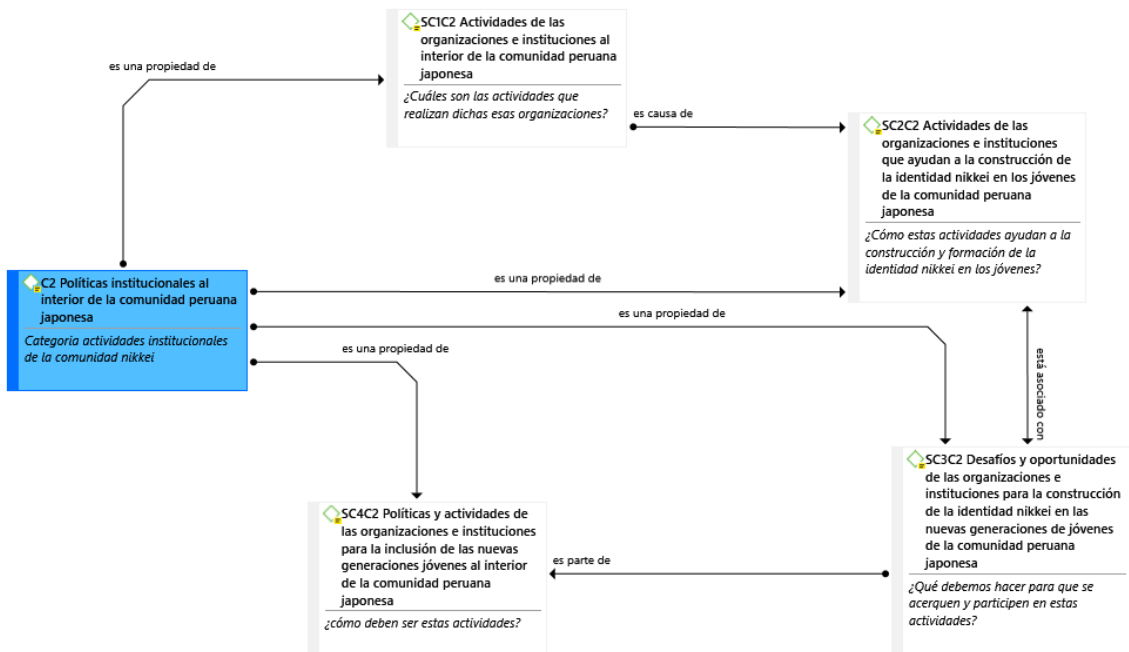 SC1C2 Actividades de las
organizaciones e instituciones al
interior de la comunidad peruana
japonesa
¿Cuáles son las actividades que
realizan dichas esas organizaciones?
es una propiedad de
es causa de
SC2C2 Actividades de las
organizaciones e instituciones
que ayudan a la construcción de
la identidad nikkei en los jóvenes
de la comunidad peruana
japonesa
¿Cómo estas actividades ayudan a la
construcción y formación de la
identidad nikkei en los jóvenes?
C2 Políticas institucionales al
interior de la comunidad peruana
japonesa
Categoria actividades institucionales
de la comunidad nikkei
es una propiedad de
es una propiedad de
es una propiedad de
está asociado con
SC3C2 Desafíos y oportunidades
de las organizaciones e
instituciones para la construcción
de la identidad nikkei en las
nuevas generaciones de jóvenes
de la comunidad peruana
japonesa
¿Qué debemos hacer para que se
acerquen y participen en estas
actividades?
SC4C2 Políticas y actividades de
las organizaciones e instituciones
para la inclusión de las nuevas
generaciones jóvenes al interior
de la comunidad peruana
japonesa
¿cómo deben ser estas actividades?
es parte de